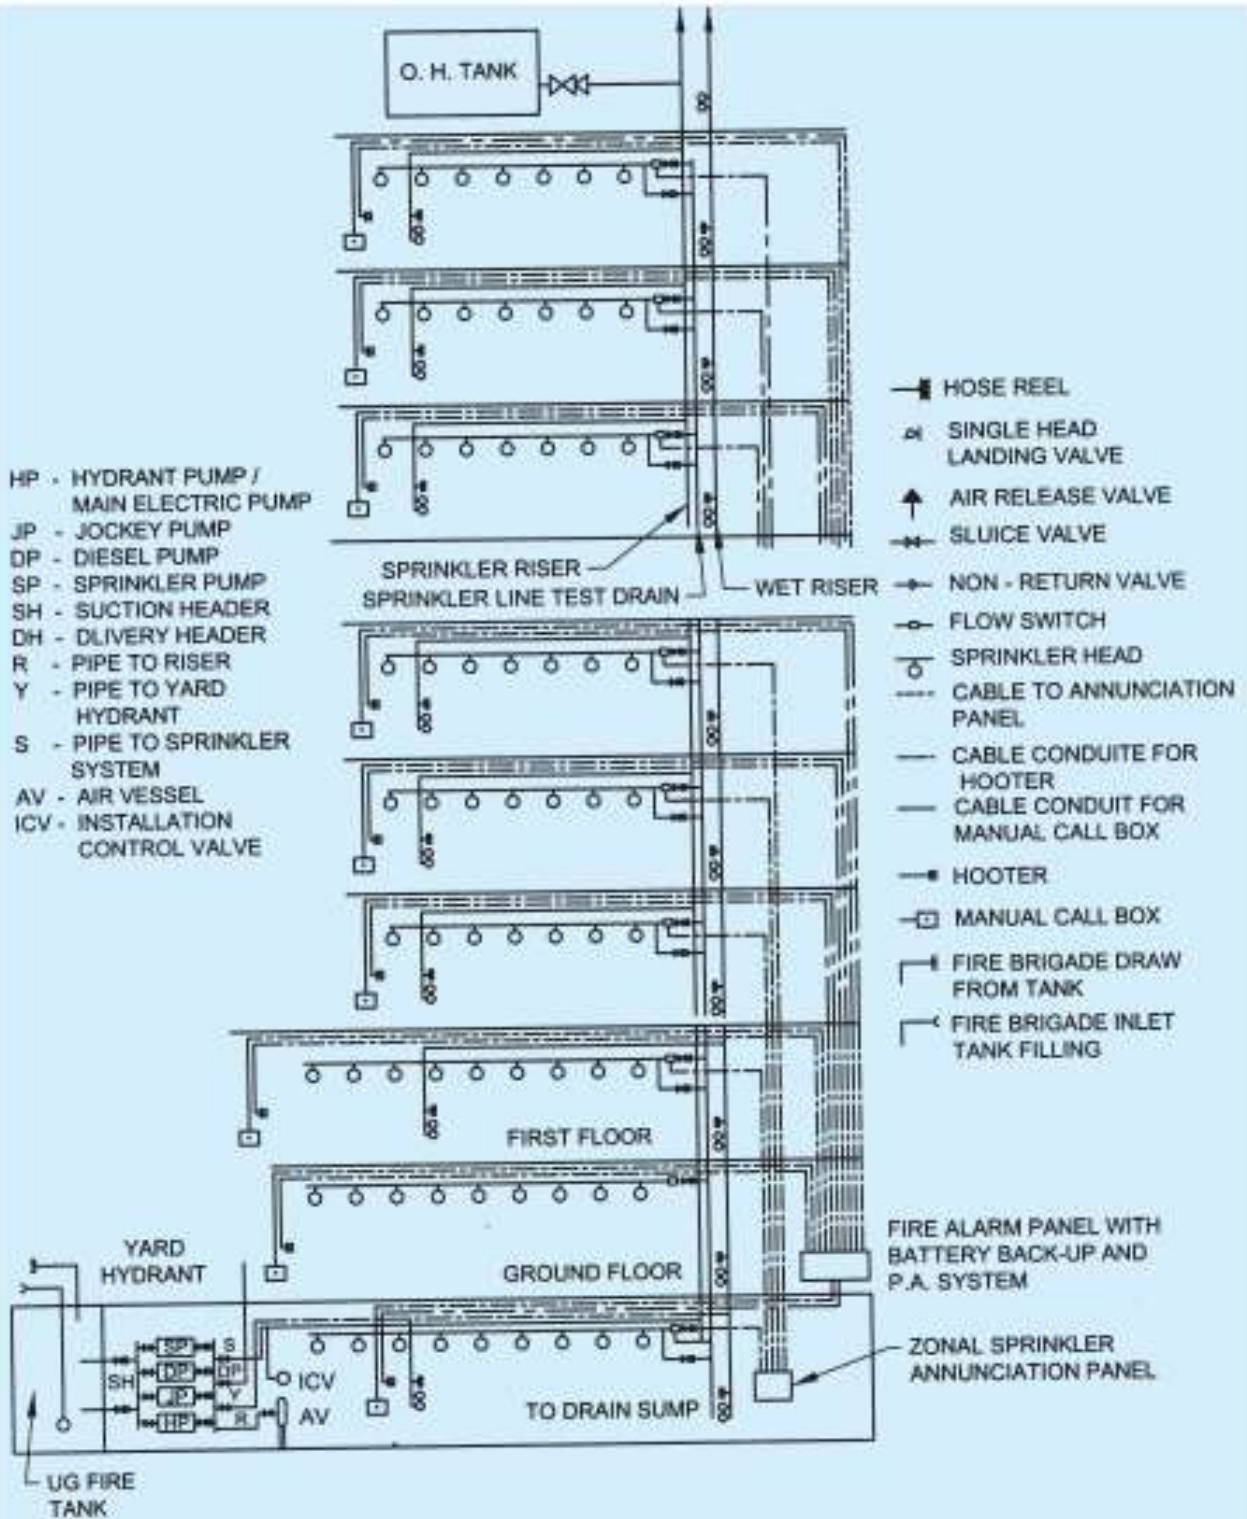 O. H. TANK
HP - HYDRANT PUMP /
MAIN ELECTRIC PUMP
JP - JOCKEY PUMP
DP - DIESEL PUMP
SP - SPRINKLER PUMP
SH - SUCTION HEADER
DH - DLIVERY HEADER
R - PIPE TO RISER
Y - PIPE TO YARD
HYDRANT
S - PIPE TO SPRINKLER
SYSTEM
AV - AIR VESSEL
ICV - INSTALLATION
CONTROL VALVE
SPRINKLER RISER
SPRINKLER LINE TEST DRAIN
WET RISER
HOSE REEL
SINGLE HEAD
LANDING VALVE
AIR RELEASE VALVE
SLUICE VALVE
NON - RETURN VALVE
FLOW SWITCH
SPRINKLER HEAD
CABLE TO ANNUNCIATION
PANEL
CABLE CONDUITE FOR
HOOTER
CABLE CONDUIT FOR
MANUAL CALL BOX
HOOTER
MANUAL CALL BOX
FIRE BRIGADE DRAW
FROM TANK
FIRE BRIGADE INLET
TANK FILLING
FIRST FLOOR
GROUND FLOOR
FIRE ALARM PANEL WITH
BATTERY BACK-UP AND
P.A. SYSTEM
YARD
HYDRANT
SP
S
DP
DP
SH
JP
Y
HP
R
ICV
AV
TO DRAIN SUMP
ZONAL SPRINKLER
ANNUNCIATION PANEL
UG FIRE
TANK